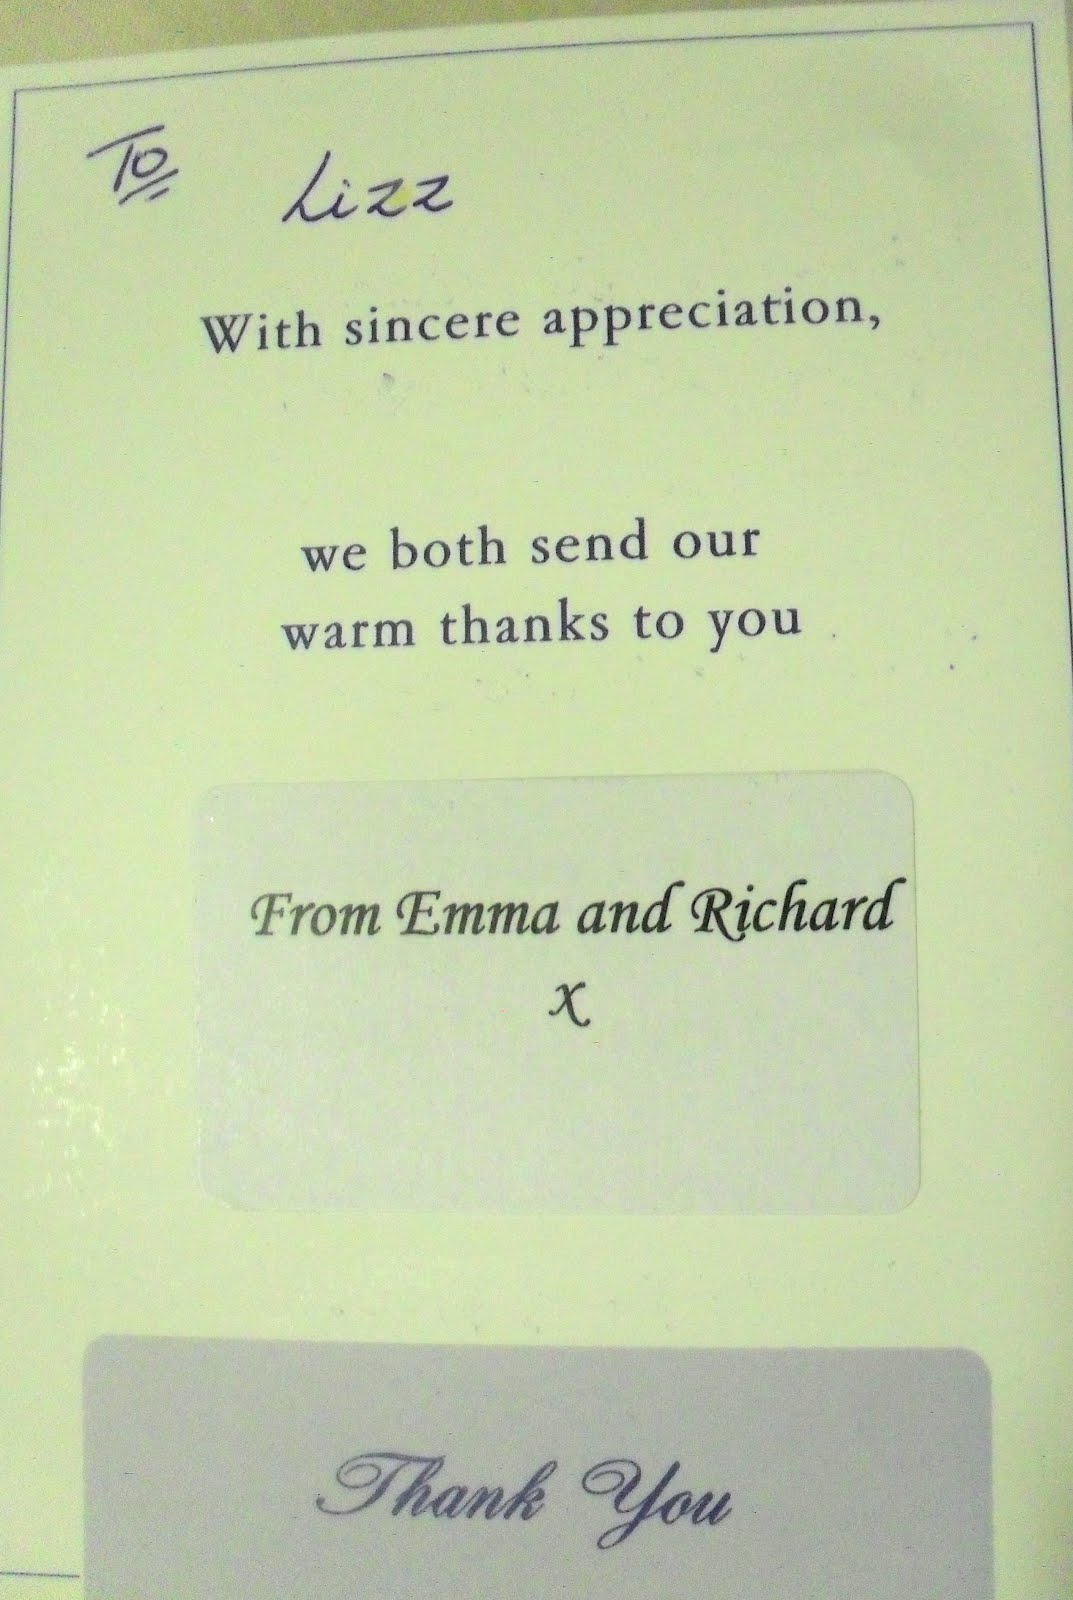 To Lizz
With sincere appreciation,
we both send our
warm thanks to you
From Emma and Richard
x
Thank You